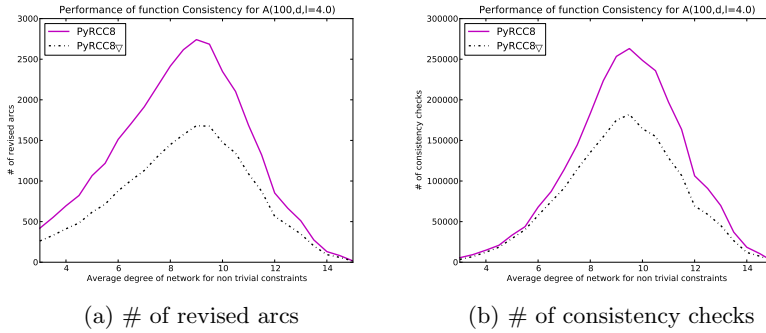 Performance of function Consistency for A(100,d,l=4.0)
3000
2500
2000
1500
1000
500
0
# of revised arcs
PyRCC8
PyRCC8▽
4 6 8 10 12 14
Average degree of network for non trivial constraints
(a) # of revised arcs
Performance of function Consistency for A(100,d,l=4.0)
300000
250000
200000
150000
100000
50000
0
# of consistency checks
PyRCC8
PyRCC8▽
4 6 8 10 12 14
Average degree of network for non trivial constraints
(b) # of consistency checks